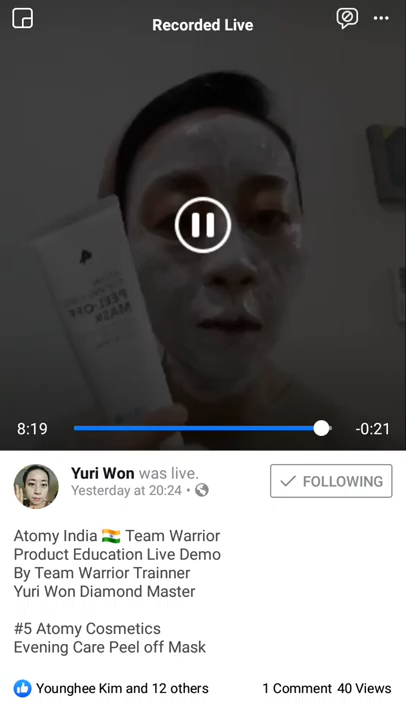 Recorded Live
PEEL-OFF
MASK
8:19
-0:21
Yuri Won was live.
Yesterday at 20:24 •
FOLLOWING
Atomy India 🇮🇳 Team Warrior
Product Education Live Demo
By Team Warrior Trainner
Yuri Won Diamond Master
#5 Atomy Cosmetics
Evening Care Peel off Mask
Younghee Kim and 12 others
1 Comment 40 Views